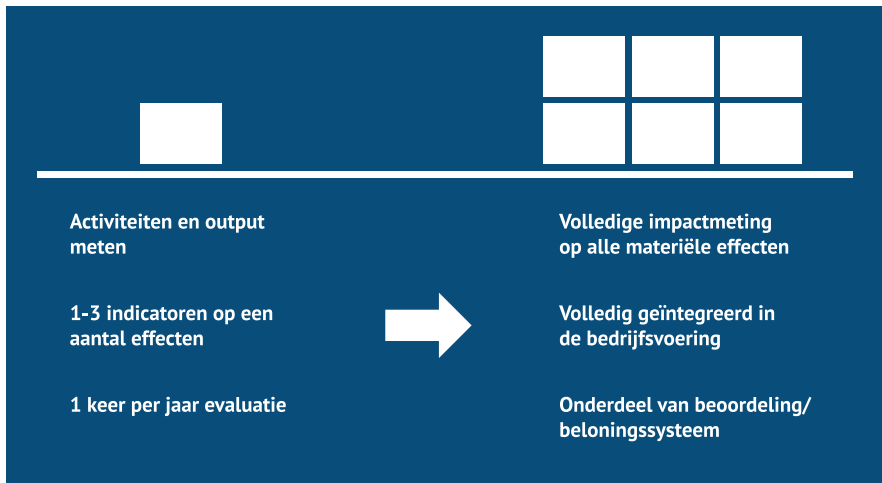 Activiteiten en output
meten
1-3 indicatoren op een
aantal effecten
1 keer per jaar evaluatie
Volledige impactmeting
op alle materiële effecten
Volledig geïntegreerd in
de bedrijfsvoering
Onderdeel van beoordeling/
beloningssysteem